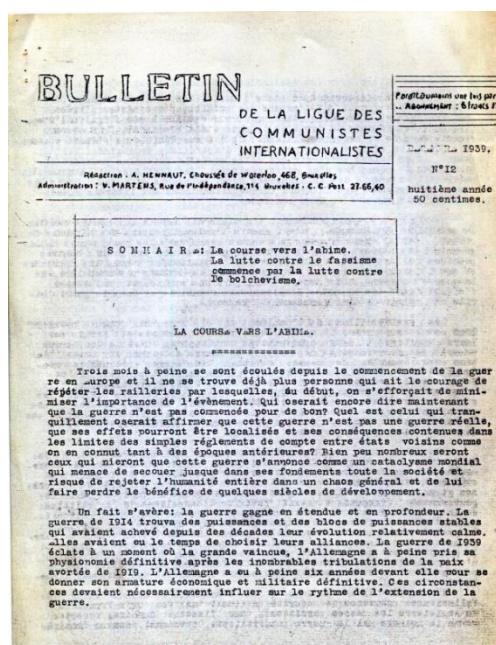 BULLETIN
DE LA LIGUE DES
COMMUNISTES
INTERNATIONALISTES
Paraît au moins une fois par
.. ABONNEMENT : 6 francs
1939.
N°12
huitième année
50 centimes.
Rédaction : A. HENNAUT, Chaussée de Waterloo, 468, Bruxelles
Administration : V. MARTENS, Rue de l'Indépendance, 114 Bruxelles - C.C. Post. 27.66,40
SOMMAIRE: La course vers l'abime.
La lutte contre le fascisme
commence par la lutte contre
le bolchevisme.
LA COURSE VERS L'ABIME.
==============
Trois mois à peine se sont écoulés depuis le commencement de la guer
re en Europe et il ne se trouve déjà plus personne qui ait le courage de
répéter les railleries par lesquelles, au début, on s'efforçait de mini-
miser l'importance de l'évènement. Qui oserait encore dire maintenant
que la guerre n'est pas commencée pour de bon? Quel est celui qui tran-
quillement oserait affirmer que cette guerre n'est pas une guerre réelle,
que ses effets pourront être localisés et ses conséquences contenues dans
les limites des simples réglements de compte entre états voisins comme
on en connut tant à des époques antérieures? Bien peu nombreux seront
ceux qui nieront que cette guerre s'annonce comme un cataclysme mondial
qui menace de secouer jusque dans ses fondements toute la société et
risque de rejeter l'humanité entière dans un chaos général et de lui
faire perdre le bénéfice de quelques siècles de développement.
Un fait s'avère: la guerre gagne en étendue et en profondeur. La
guerre de 1914 trouva des puissances et des blocs de puissances stables
qui avaient achevé depuis des décades leur évolution relativement calme.
Elles avaient eu le temps de choisir leurs alliances. La guerre de 1939
éclate à un moment où la grande vaincue, l'Allemagne a à peine pris sa
physionomie définitive après les innombrables tribulations de la paix
avortée de 1919. L'Allemagne a eu à peine six années devant elle pour se
donner son armature économique et militaire définitive. Ces circonstan-
ces devaient nécessairement influer sur le rythme de l'extension de la
guerre.